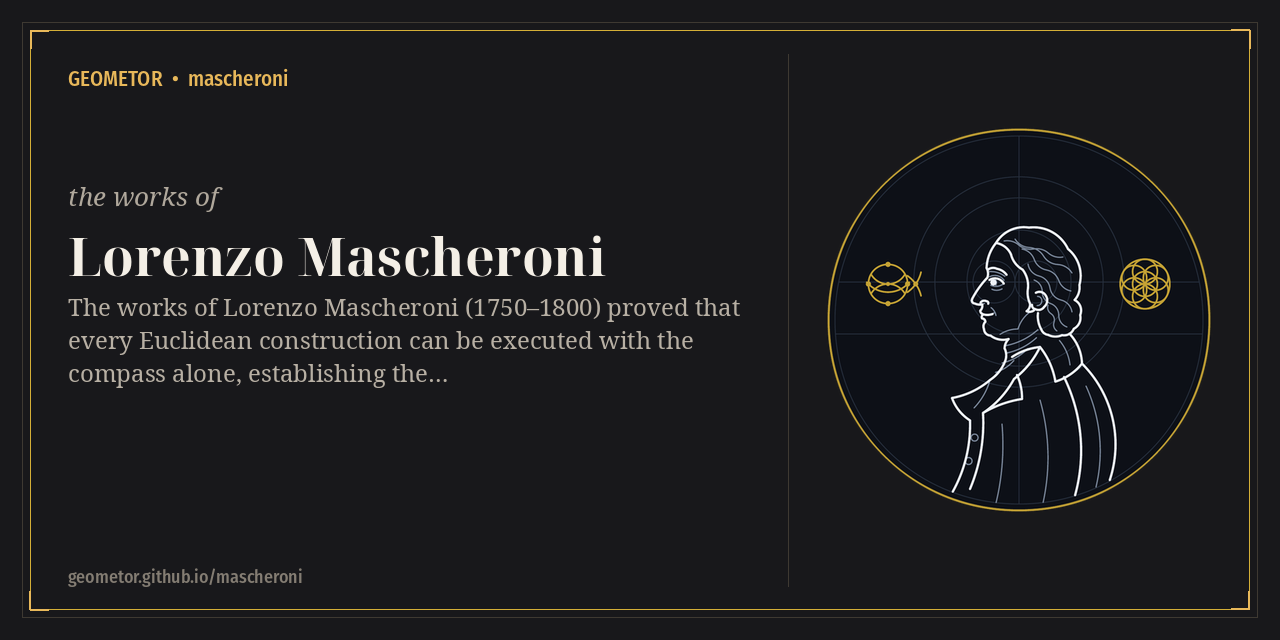 GEOMETOR • mascheroni
the works of
Lorenzo Mascheroni
The works of Lorenzo Mascheroni (1750–1800) proved that
every Euclidean construction can be executed with the
compass alone, establishing the...
geometor.github.io/mascheroni